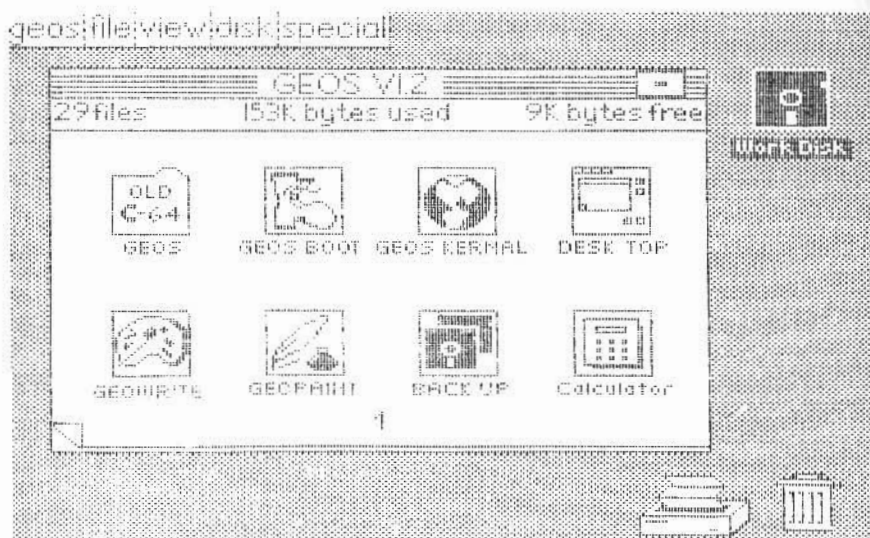 geos file view disk special
GEOS V1.2
29 files 153K bytes used 9K bytes free
Work Disk
OLD
C-64
GEOS GEOS BOOT GEOS KERNAL DESK TOP
GEOWRITE GEOPAINT BACK UP Calculator
1